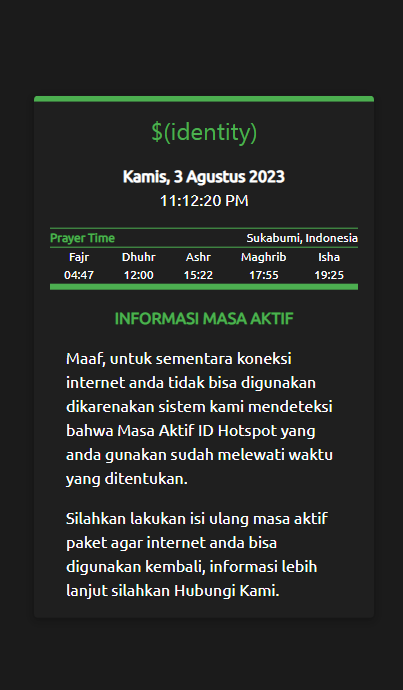 $(identity)
Kamis, 3 Agustus 2023
11:12:20 PM
Prayer Time Sukabumi, Indonesia
Fajr Dhuhr Ashr Maghrib Isha
04:47 12:00 15:22 17:55 19:25
INFORMASI MASA AKTIF
Maaf, untuk sementara koneksi
internet anda tidak bisa digunakan
dikarenakan sistem kami mendeteksi
bahwa Masa Aktif ID Hotspot yang
anda gunakan sudah melewati waktu
yang ditentukan.
Silahkan lakukan isi ulang masa aktif
paket agar internet anda bisa
digunakan kembali, informasi lebih
lanjut silahkan Hubungi Kami.